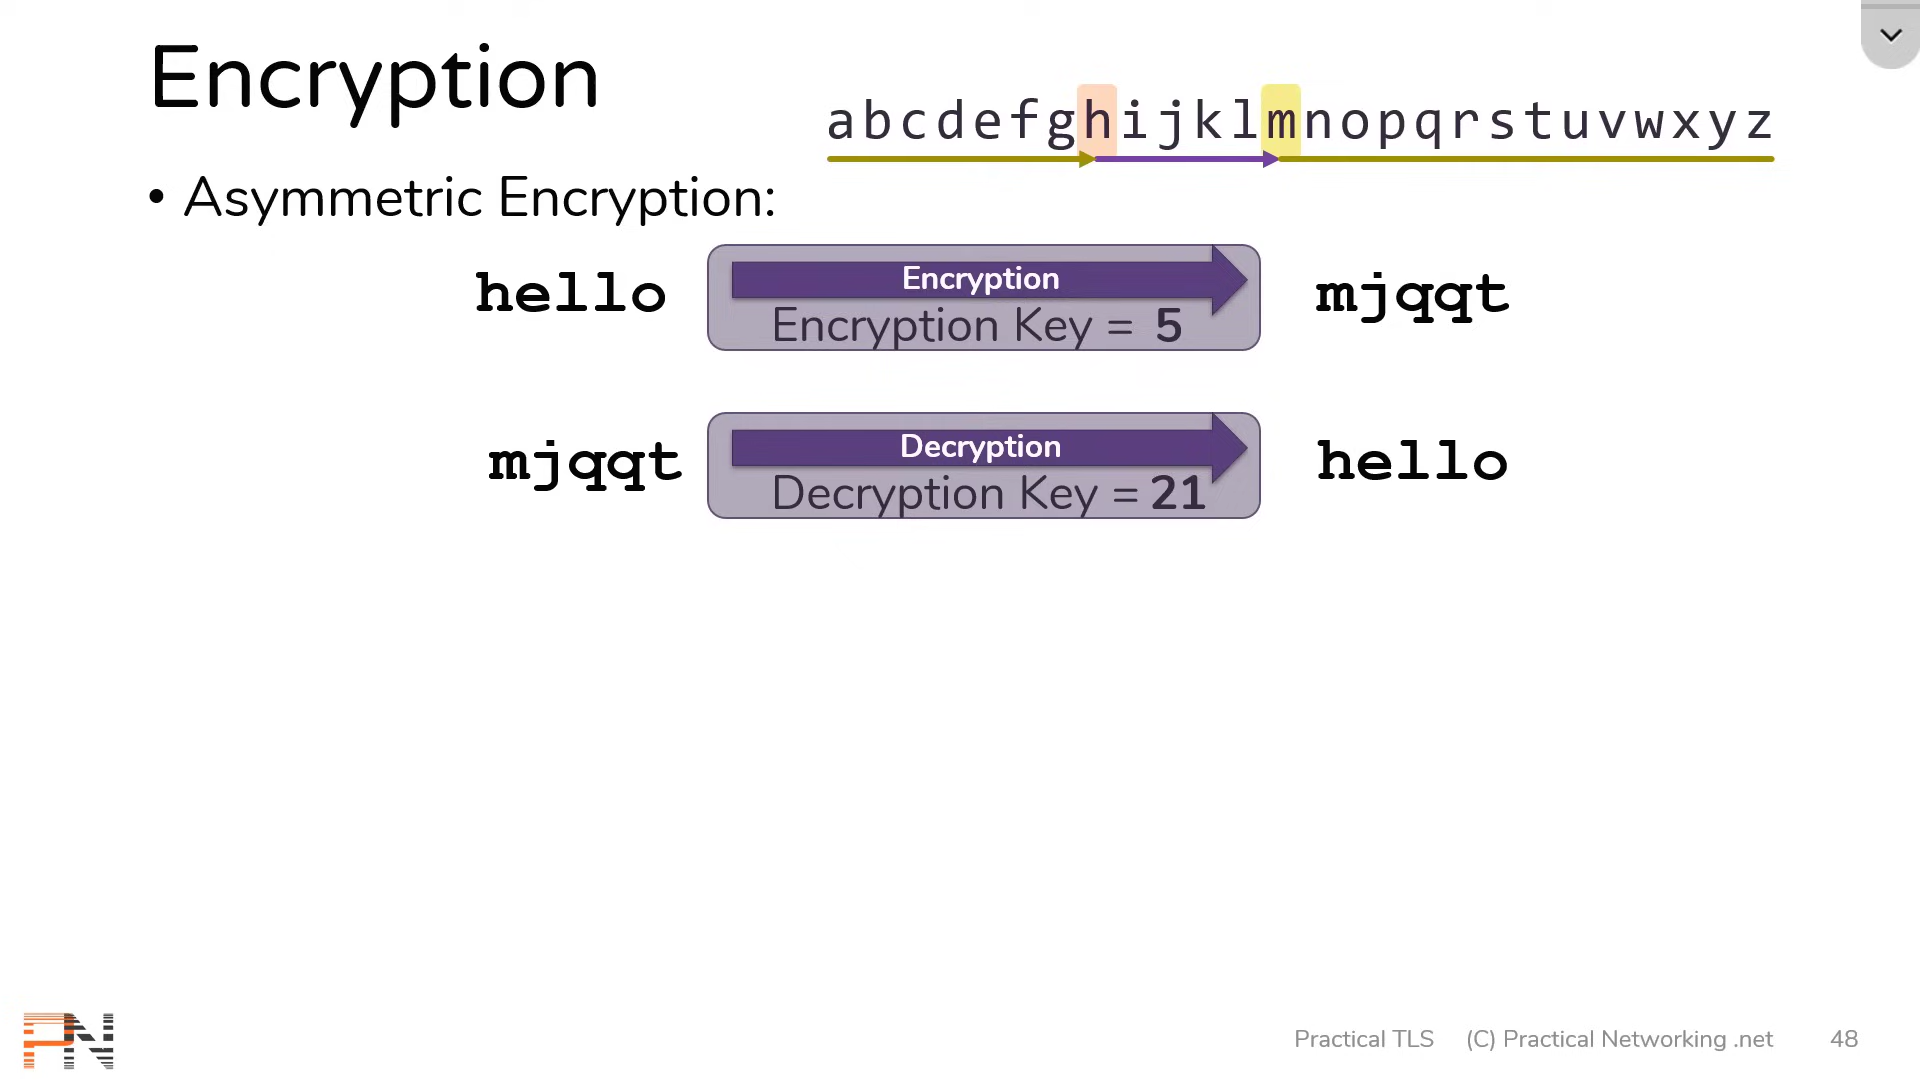 Encryption
abcdefghijklmnopqrstuvwxyz
• Asymmetric Encryption:
hello
Encryption
Encryption Key = 5
mjqqt
mjqqt
Decryption
Decryption Key = 21
hello
PN
Practical TLS (C) Practical Networking .net 48